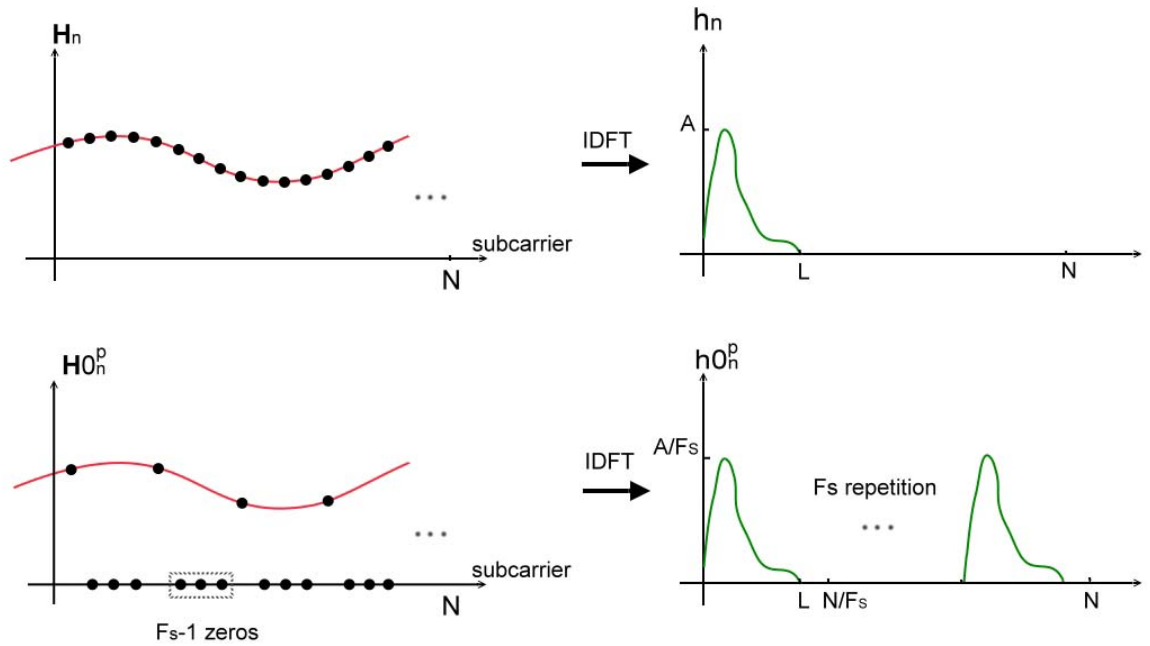 Hn
hn
A
IDFT
...
subcarrier
N
L
N
H0ⁿᵖ
h0ⁿᵖ
A/Fs
IDFT
Fs repetition
...
...
subcarrier
N
L N/Fs N
Fs-1 zeros